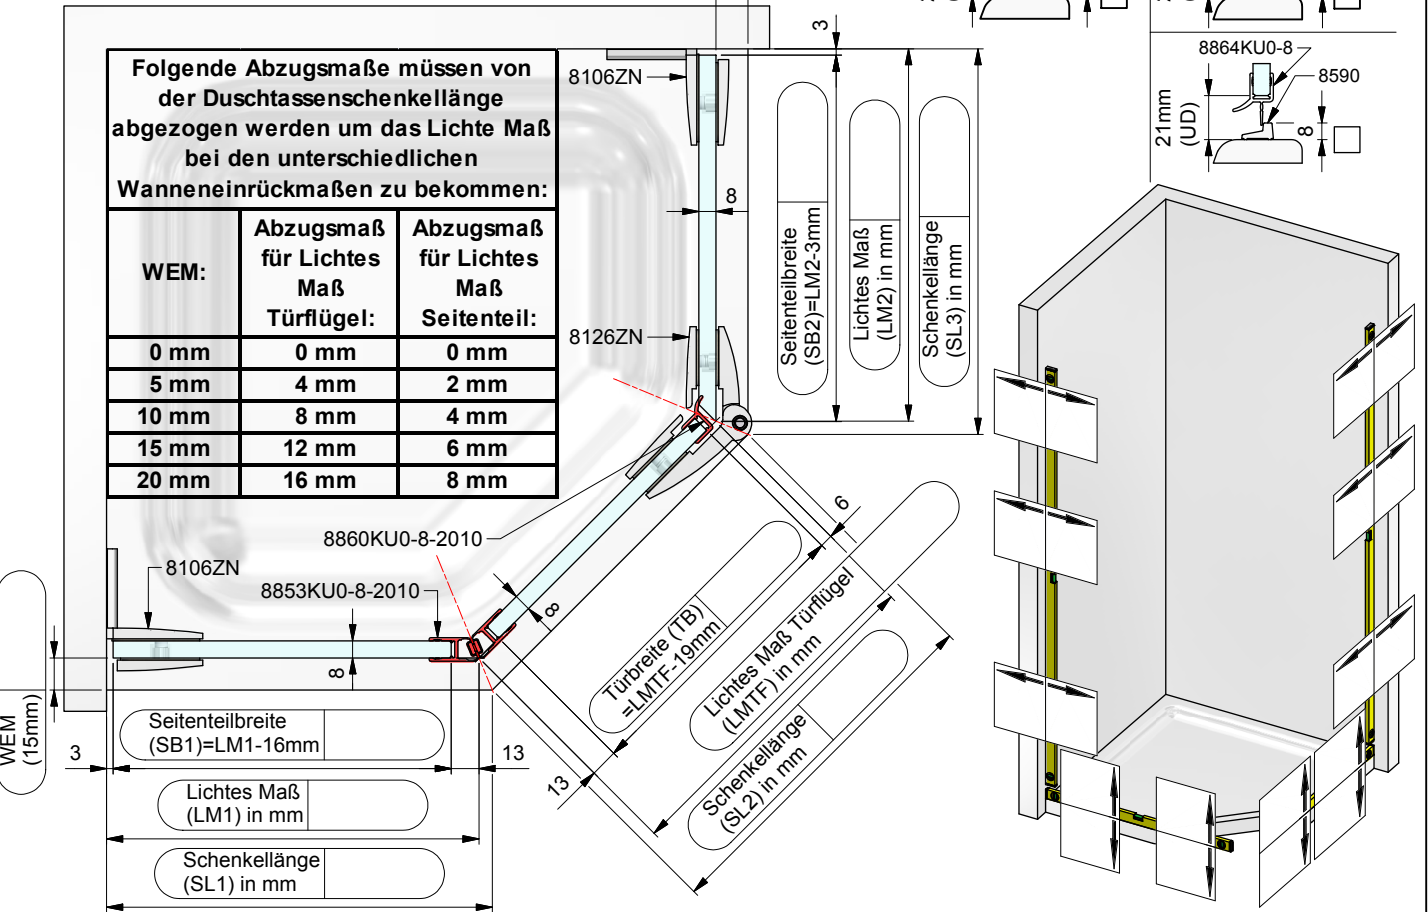 Folgende Abzugsmaße müssen von
der Duschtassenschenkellänge
abgezogen werden um das Lichte Maß
bei den unterschiedlichen
Wanneneinrückmaßen zu bekommen:
WEM:
Abzugsmaß
für Lichtes
Maß
Türflügel:
Abzugsmaß
für Lichtes
Maß
Seitenteil:
0 mm 0 mm 0 mm
5 mm 4 mm 2 mm
10 mm 8 mm 4 mm
15 mm 12 mm 6 mm
20 mm 16 mm 8 mm
8106ZN
3
8
8126ZN
Seitenteilbreite
(SB2)=LM2-3mm
Lichtes Maß
(LM2) in mm
Schenkellänge
(SL3) in mm
8864KU0-8
8590
21mm
(UD)
8
8860KU0-8-2010
8106ZN
8853KU0-8-2010
8
8
6
Türbreite (TB)
=LMTF-19mm
Lichtes Maß Türflügel
(LMTF) in mm
Schenkellänge
(SL2) in mm
13
WEM
(15mm)
3
Seitenteilbreite
(SB1)=LM1-16mm
13
Lichtes Maß
(LM1) in mm
Schenkellänge
(SL1) in mm